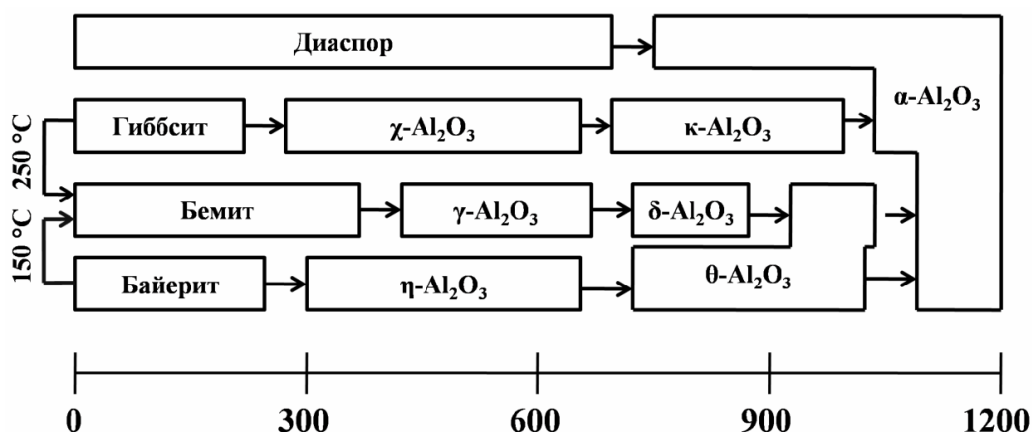 Диаспор
α-Al₂O₃
250 °C
Гиббсит
χ-Al₂O₃
κ-Al₂O₃
Бемит
γ-Al₂O₃
δ-Al₂O₃
150 °C
Байерит
η-Al₂O₃
θ-Al₂O₃
0 300 600 900 1200